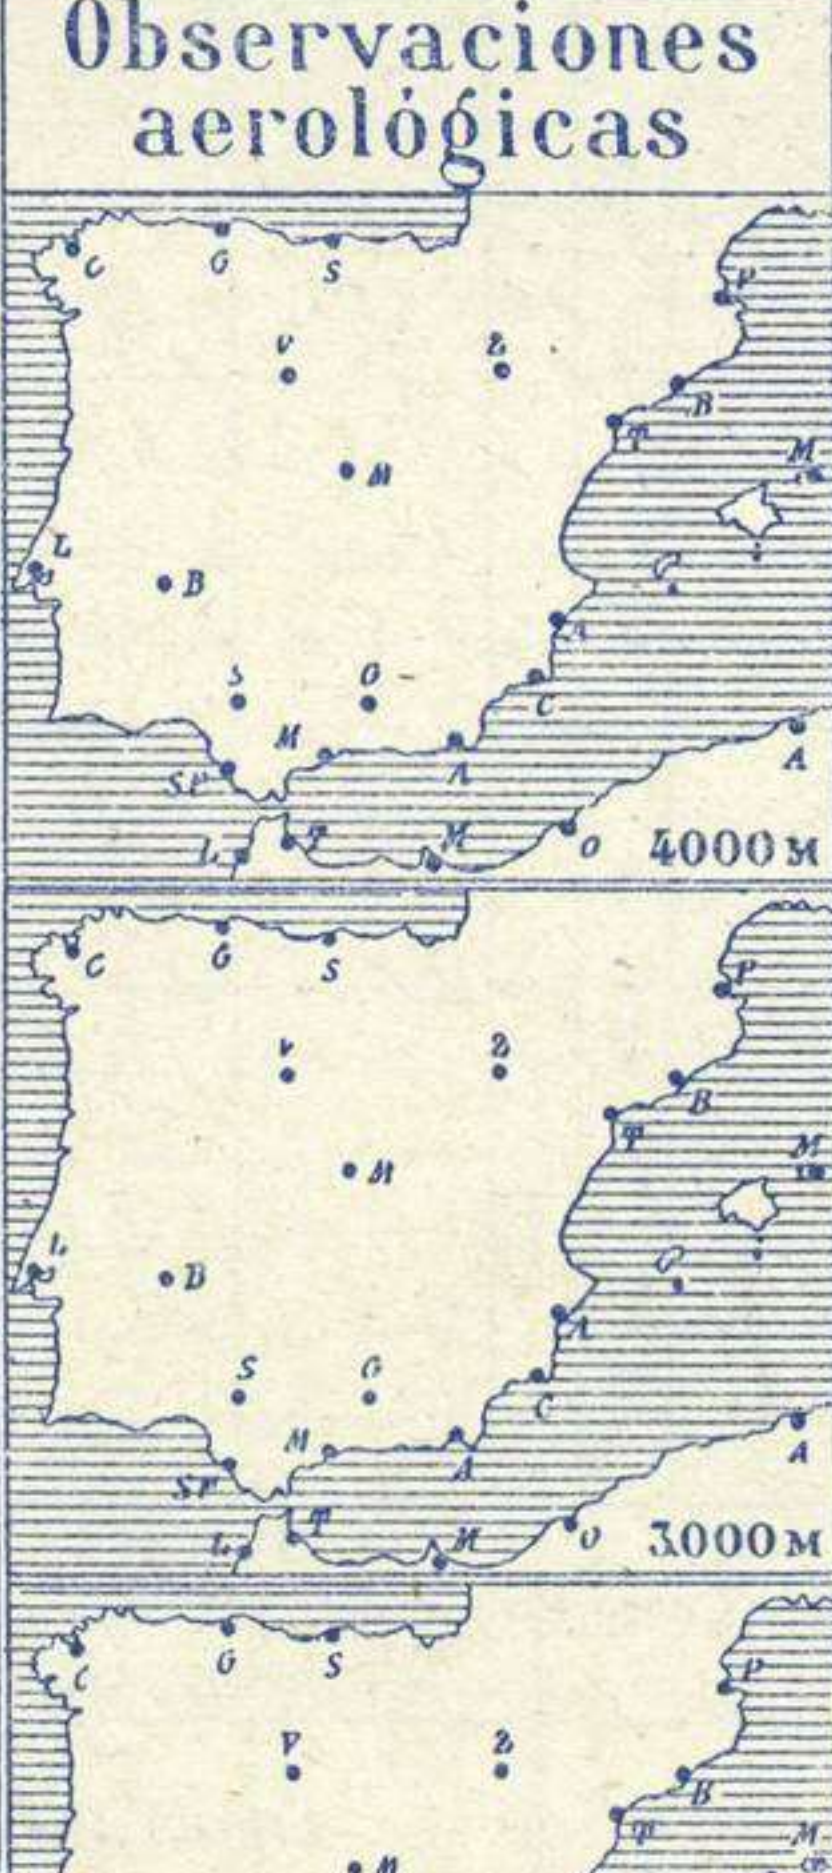 Observaciones
aerológicas
C G S
P
V Z
B
T
M M
L
B
C
A
S G
C
M A
SF A
L T M O 4000 M
C G S
P
V Z
B
T
M M
L
B
C
A
S G
C
M A
SF A
L T M O 3000 M
C G S
P
V Z
B
T
M M